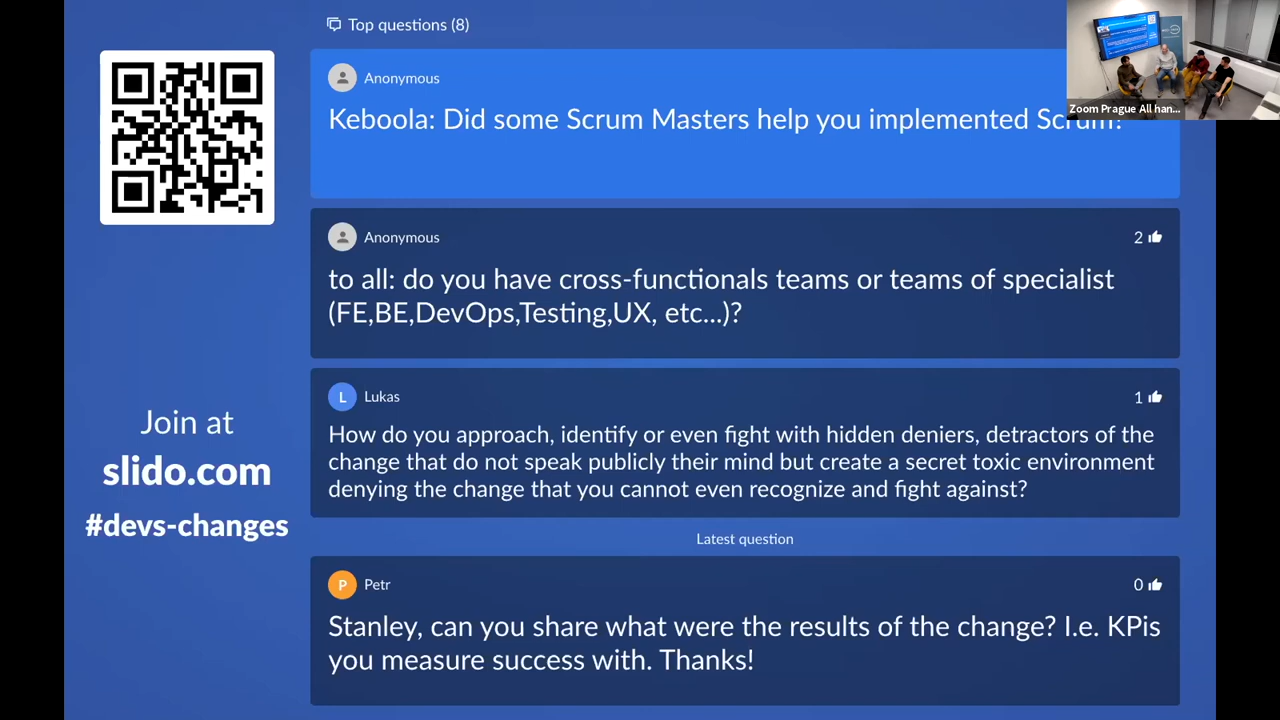 Top questions (8)
Anonymous
Keboola: Did some Scrum Masters help you implemented Scrum?
Zoom Prague All han...
Anonymous
2
to all: do you have cross-functionals teams or teams of specialist
(FE,BE,DevOps,Testing,UX, etc...)?
L Lukas
1
How do you approach, identify or even fight with hidden deniers, detractors of the
change that do not speak publicly their mind but create a secret toxic environment
denying the change that you cannot even recognize and fight against?
Join at
slido.com
#devs-changes
Latest question
P Petr
0
Stanley, can you share what were the results of the change? I.e. KPis
you measure success with. Thanks!